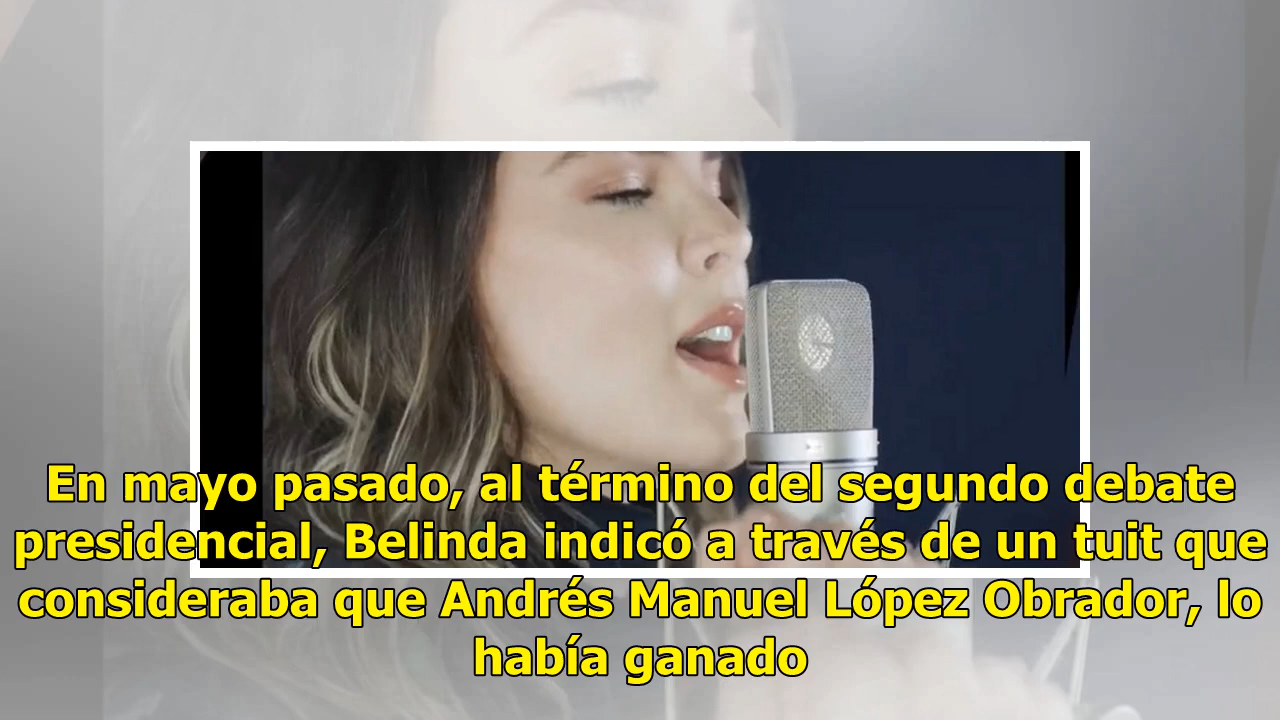 En mayo pasado, al término del segundo debate
presidencial, Belinda indicó a través de un tuit que
consideraba que Andrés Manuel López Obrador, lo
había ganado